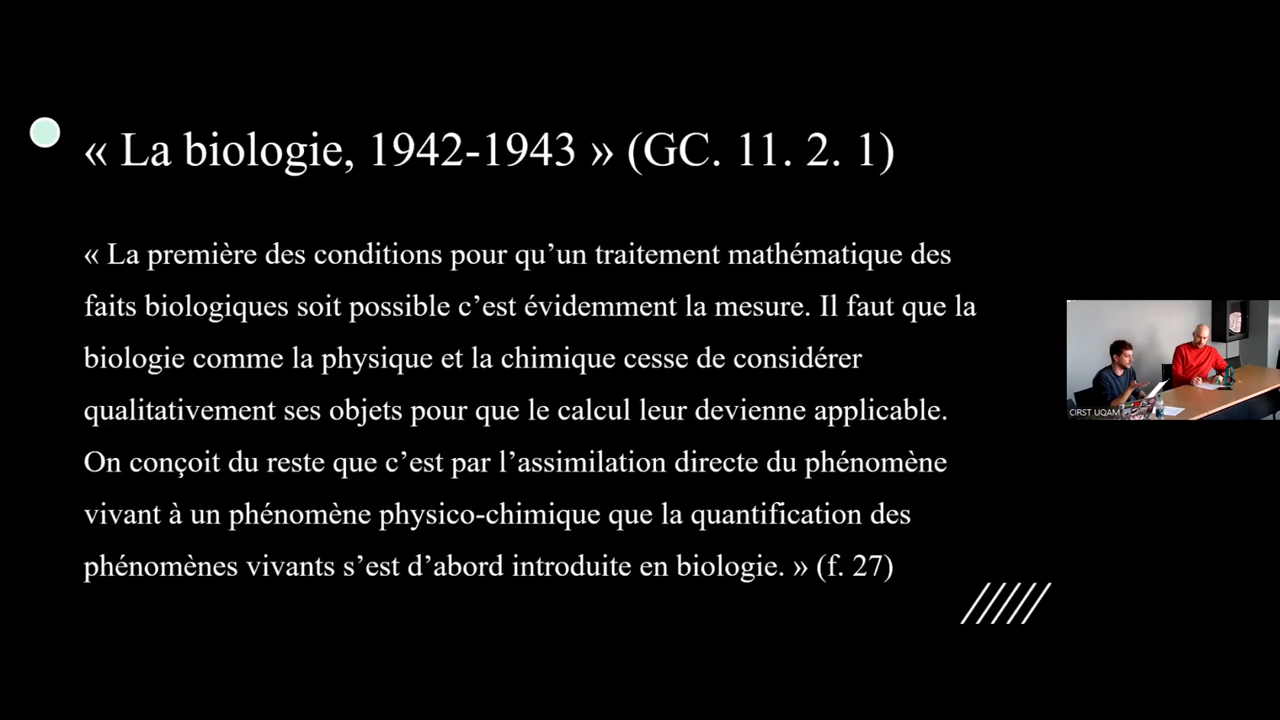 « La biologie, 1942-1943 » (GC. 11. 2. 1)
« La première des conditions pour qu’un traitement mathématique des
faits biologiques soit possible c’est évidemment la mesure. Il faut que la
biologie comme la physique et la chimique cesse de considérer
qualitativement ses objets pour que le calcul leur devienne applicable.
On conçoit du reste que c’est par l’assimilation directe du phénomène
vivant à un phénomène physico-chimique que la quantification des
phénomènes vivants s’est d’abord introduite en biologie. » (f. 27)
CIRST UQAM